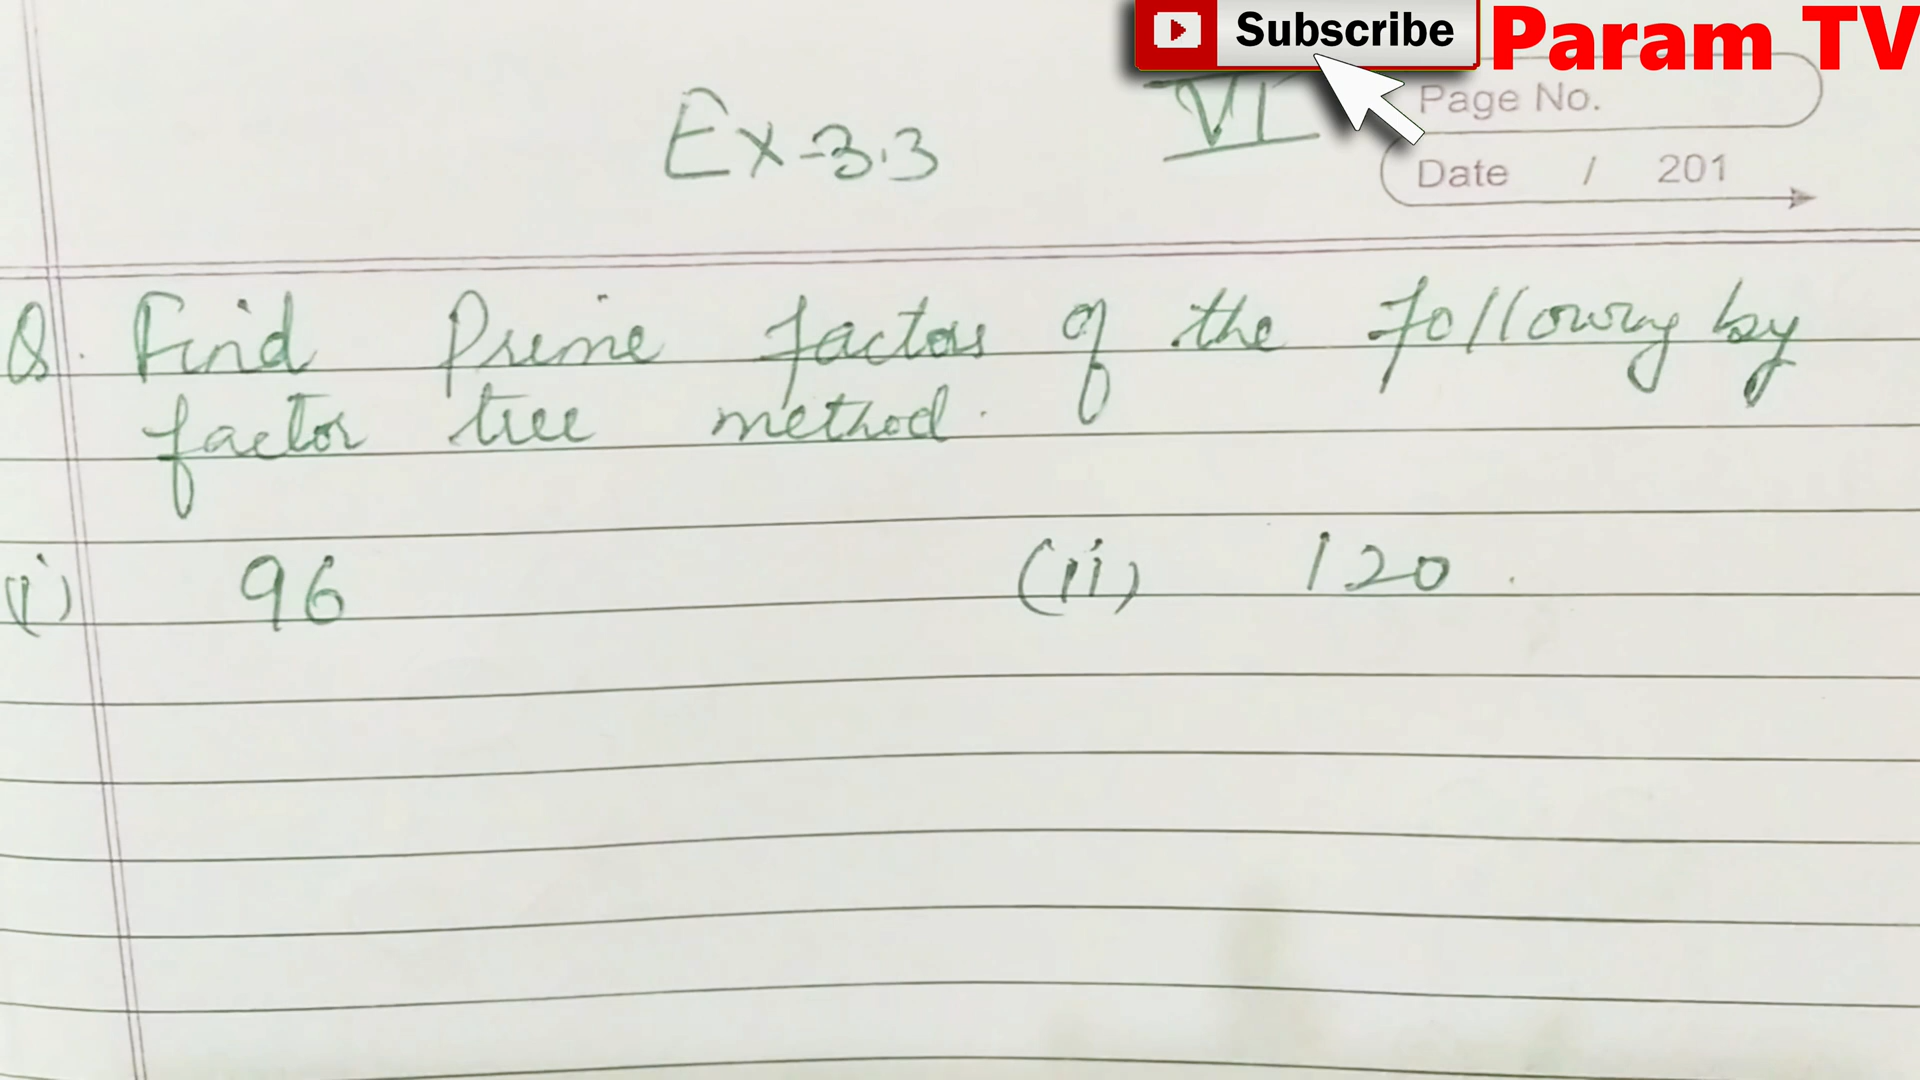 Subscribe Param TV
Ex-3.3 VI
Page No.
Date / 201
Q. Find Prime factors of the following by
factor tree method.
(i) 96 (ii) 120